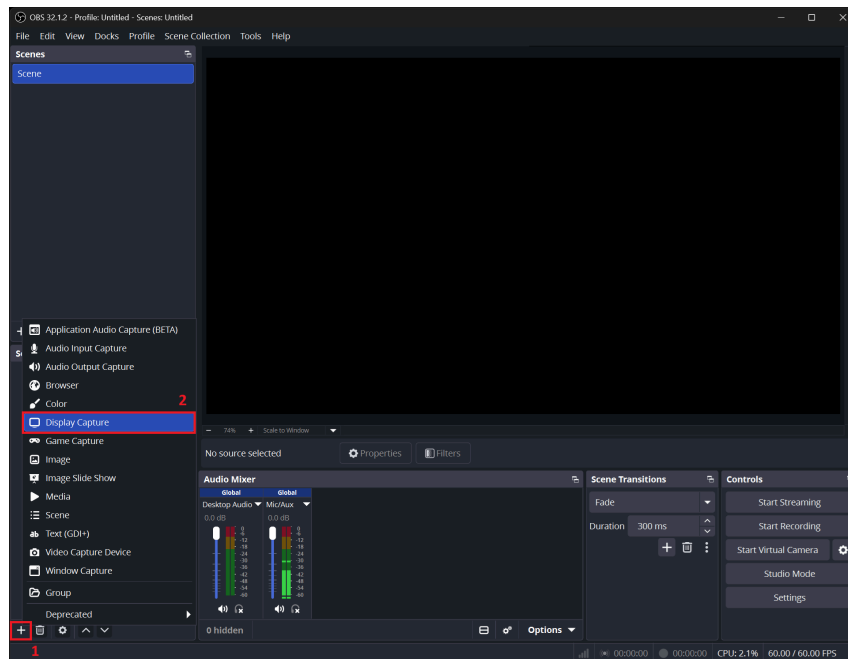 OBS 32.1.2 - Profile: Untitled - Scenes: Untitled
File Edit View Docks Profile Scene Collection Tools Help
Scenes
Scene
Application Audio Capture (BETA)
Audio Input Capture
Audio Output Capture
Browser
Color
2
Display Capture
Game Capture
Image
Image Slide Show
Media
Scene
Text (GDI+)
Video Capture Device
Window Capture
Group
Deprecated
1
74% Scale to Window
No source selected Properties Filters
Audio Mixer
Global Global
Desktop Audio Mic/Aux
0.0 dB 0.0 dB
0 hidden Options
Scene Transitions
Fade
Duration 300 ms
Controls
Start Streaming
Start Recording
Start Virtual Camera
Studio Mode
Settings
00:00:00 00:00:00 CPU: 2.1% 60.00 / 60.00 FPS